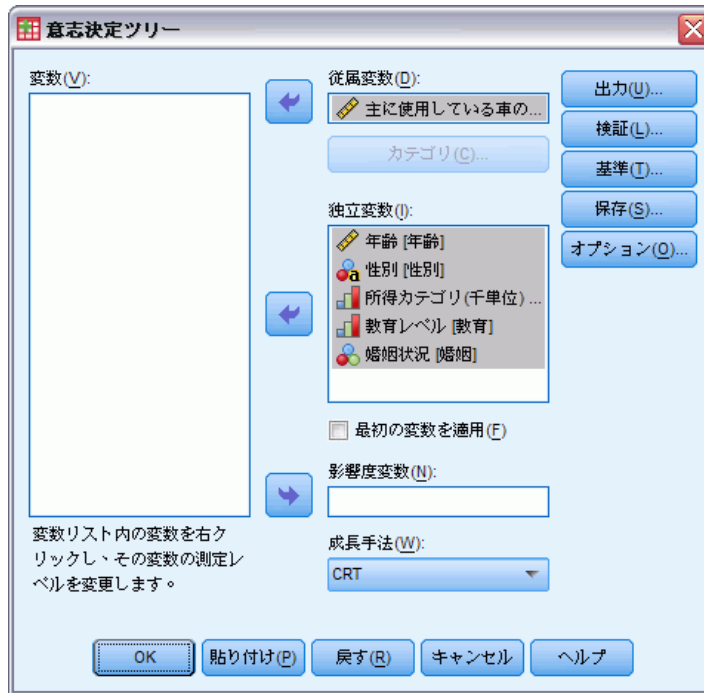 意志決定ツリー
変数(V):
従属変数(D):
主に使用している車の...
カテゴリ(C)...
独立変数(I):
年齢 [年齢]
性別 [性別]
所得カテゴリ(千単位) ...
教育レベル [教育]
婚姻状況 [婚姻]
最初の変数を適用(F)
影響度変数(N):
成長手法(W):
CRT
変数リスト内の変数を右ク
リックし、その変数の測定レ
ベルを変更します。
出力(U)...
検証(L)...
基準(T)...
保存(S)...
オプション(O)...
OK
貼り付け(P)
戻す(R)
キャンセル
ヘルプ